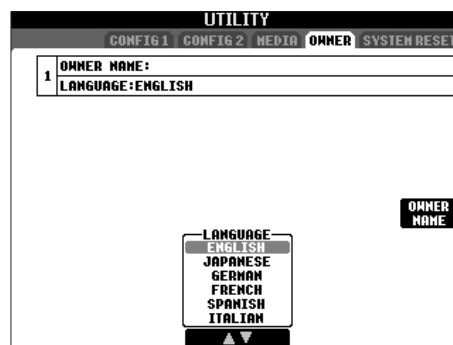 UTILITY
CONFIG 1 CONFIG 2 MEDIA OWNER SYSTEM RESET
1
OWNER NAME:
LANGUAGE:ENGLISH
OWNER
NAME
LANGUAGE
ENGLISH
JAPANESE
GERMAN
FRENCH
SPANISH
ITALIAN